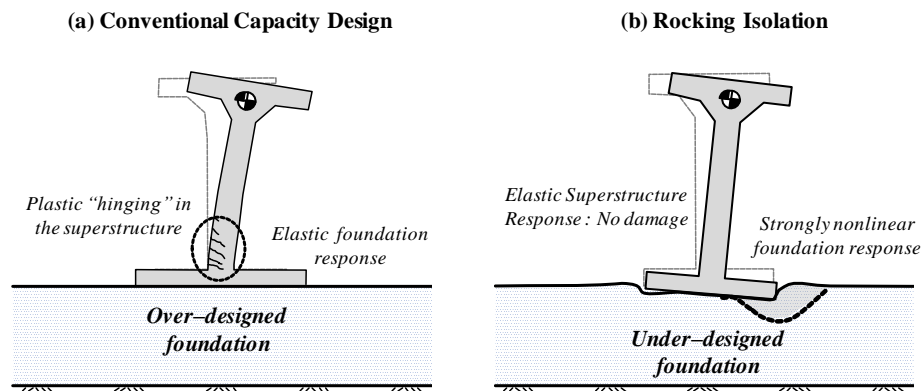 (a) Conventional Capacity Design
Plastic “hinging” in
the superstructure
Elastic foundation
response
Over–designed
foundation
(b) Rocking Isolation
Elastic Superstructure
Response : No damage
Strongly nonlinear
foundation response
Under–designed
foundation